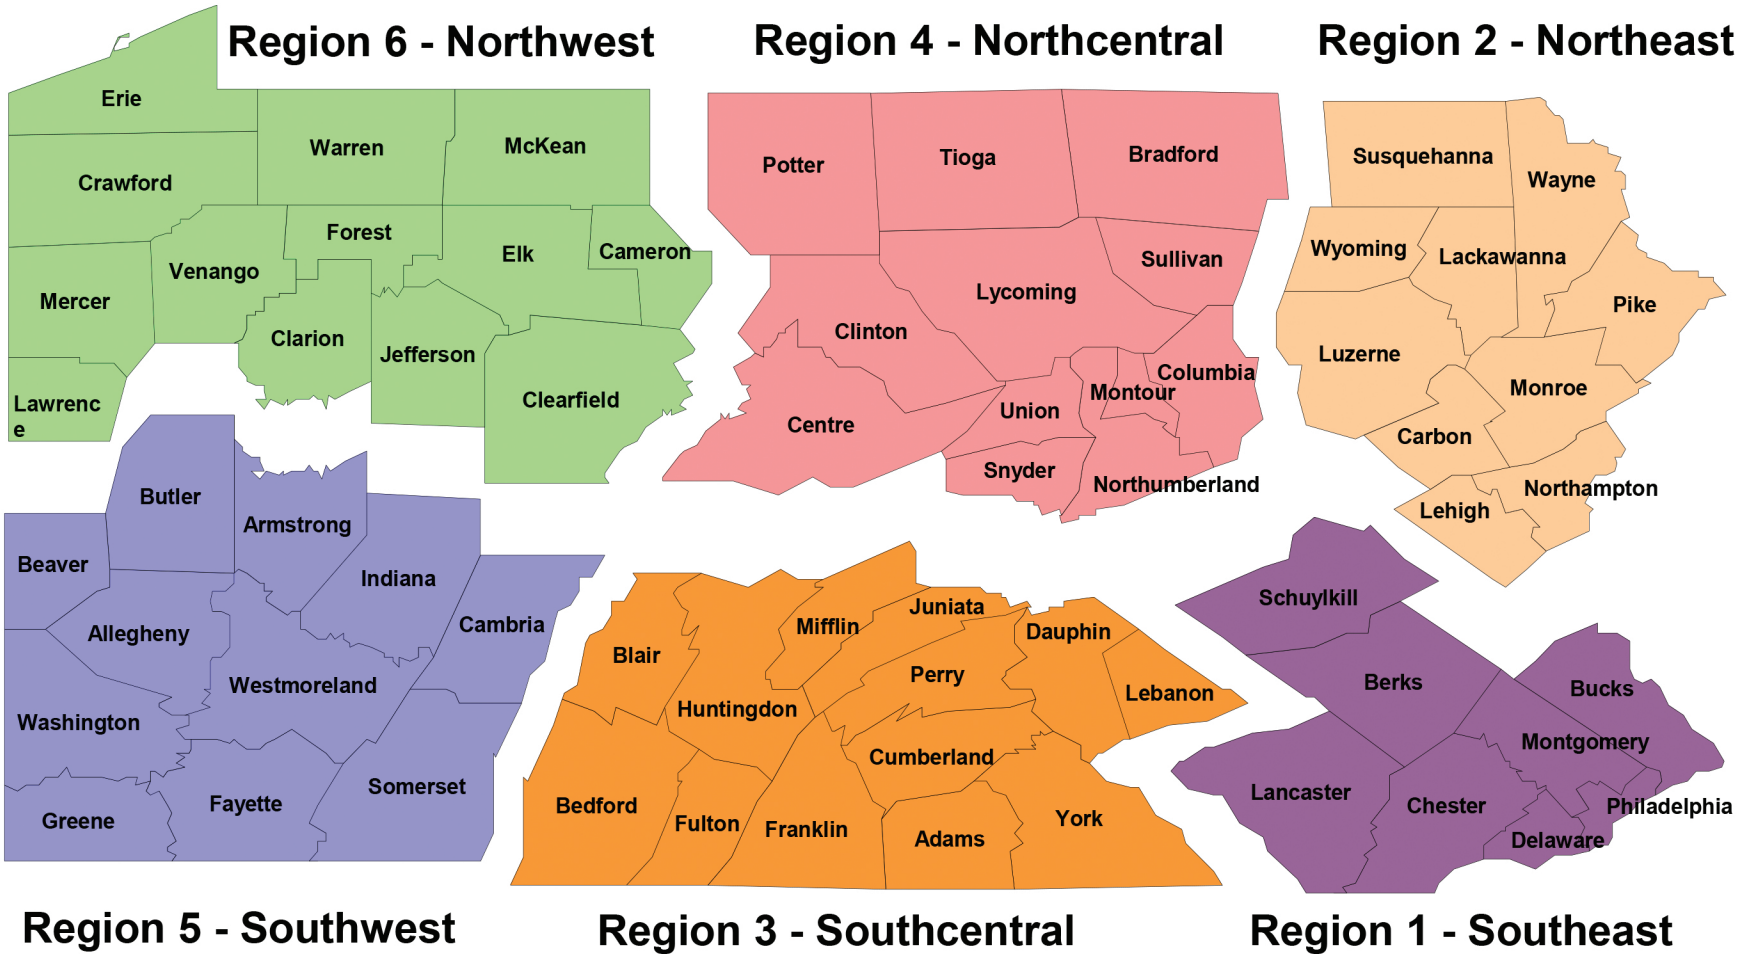 Region 6 - Northwest
Erie
Warren
McKean
Crawford
Forest
Elk
Cameron
Venango
Mercer
Clarion
Jefferson
Clearfield
Lawrenc
e
Region 4 - Northcentral
Potter
Tioga
Bradford
Sullivan
Lycoming
Clinton
Columbia
Montour
Union
Centre
Snyder
Northumberland
Region 2 - Northeast
Susquehanna
Wayne
Wyoming
Lackawanna
Pike
Luzerne
Monroe
Carbon
Northampton
Lehigh
Butler
Armstrong
Beaver
Indiana
Cambria
Allegheny
Westmoreland
Washington
Somerset
Fayette
Greene
Region 5 - Southwest
Juniata
Mifflin
Dauphin
Blair
Perry
Lebanon
Huntingdon
Cumberland
Bedford
Fulton
Franklin
Adams
York
Region 3 - Southcentral
Schuylkill
Berks
Bucks
Montgomery
Lancaster
Chester
Philadelphia
Delaware
Region 1 - Southeast